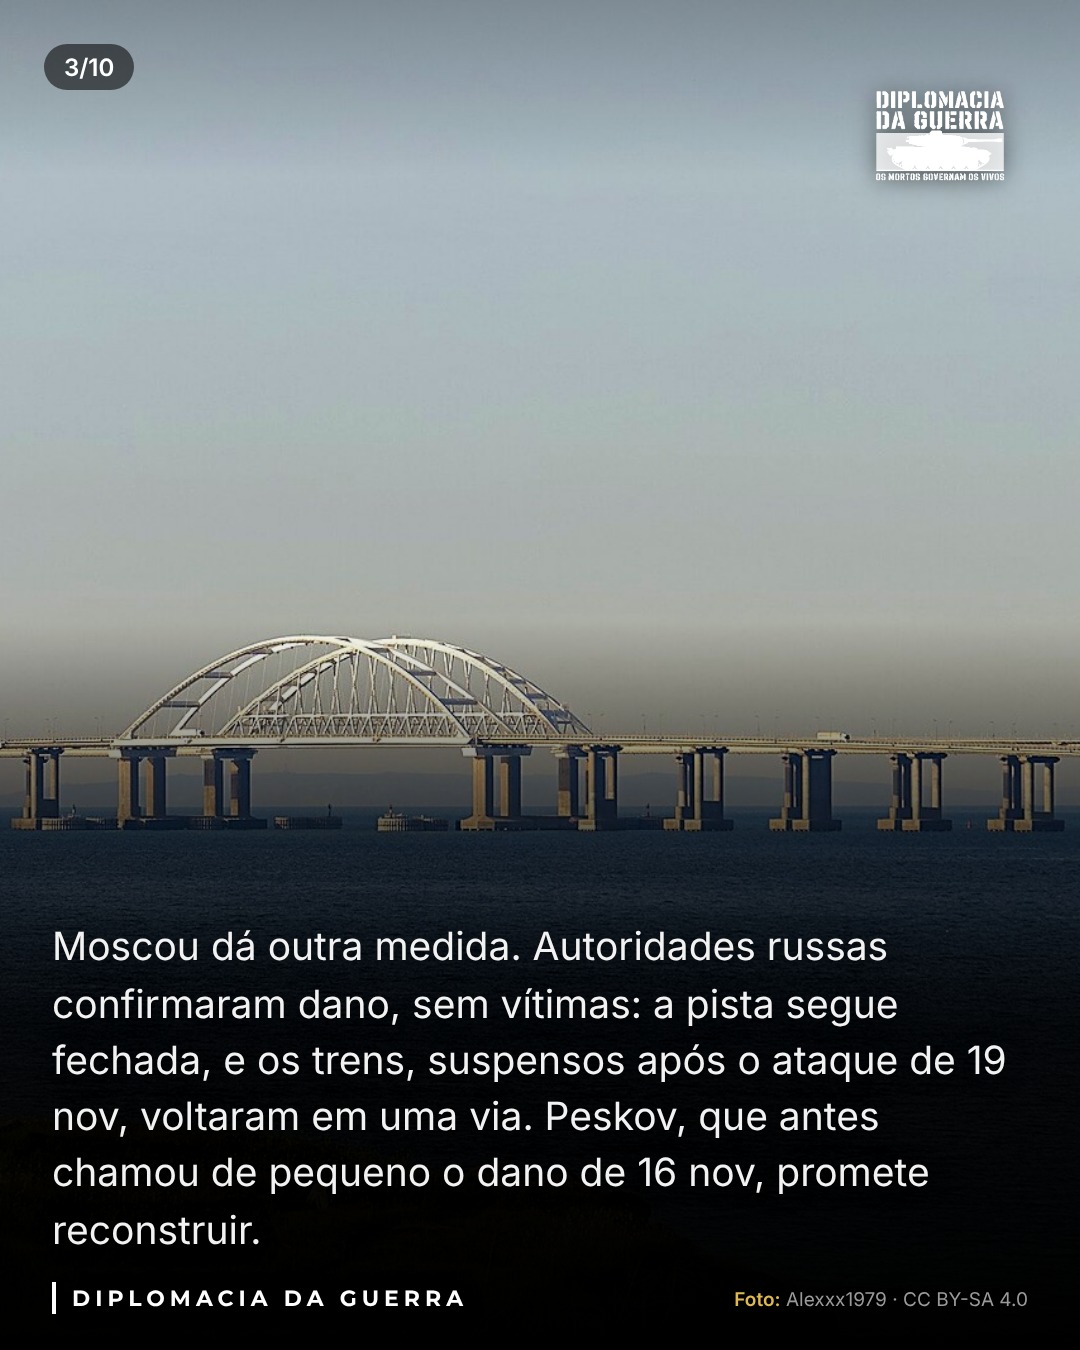 3/10
DIPLOMACIA
DA GUERRA
OS MORTOS GOVERNAM OS VIVOS
Moscou dá outra medida. Autoridades russas
confirmaram dano, sem vítimas: a pista segue
fechada, e os trens, suspensos após o ataque de 19
nov, voltaram em uma via. Peskov, que antes
chamou de pequeno o dano de 16 nov, promete
reconstruir.
DIPLOMACIA DA GUERRA
Foto: Alexxx1979 · CC BY-SA 4.0